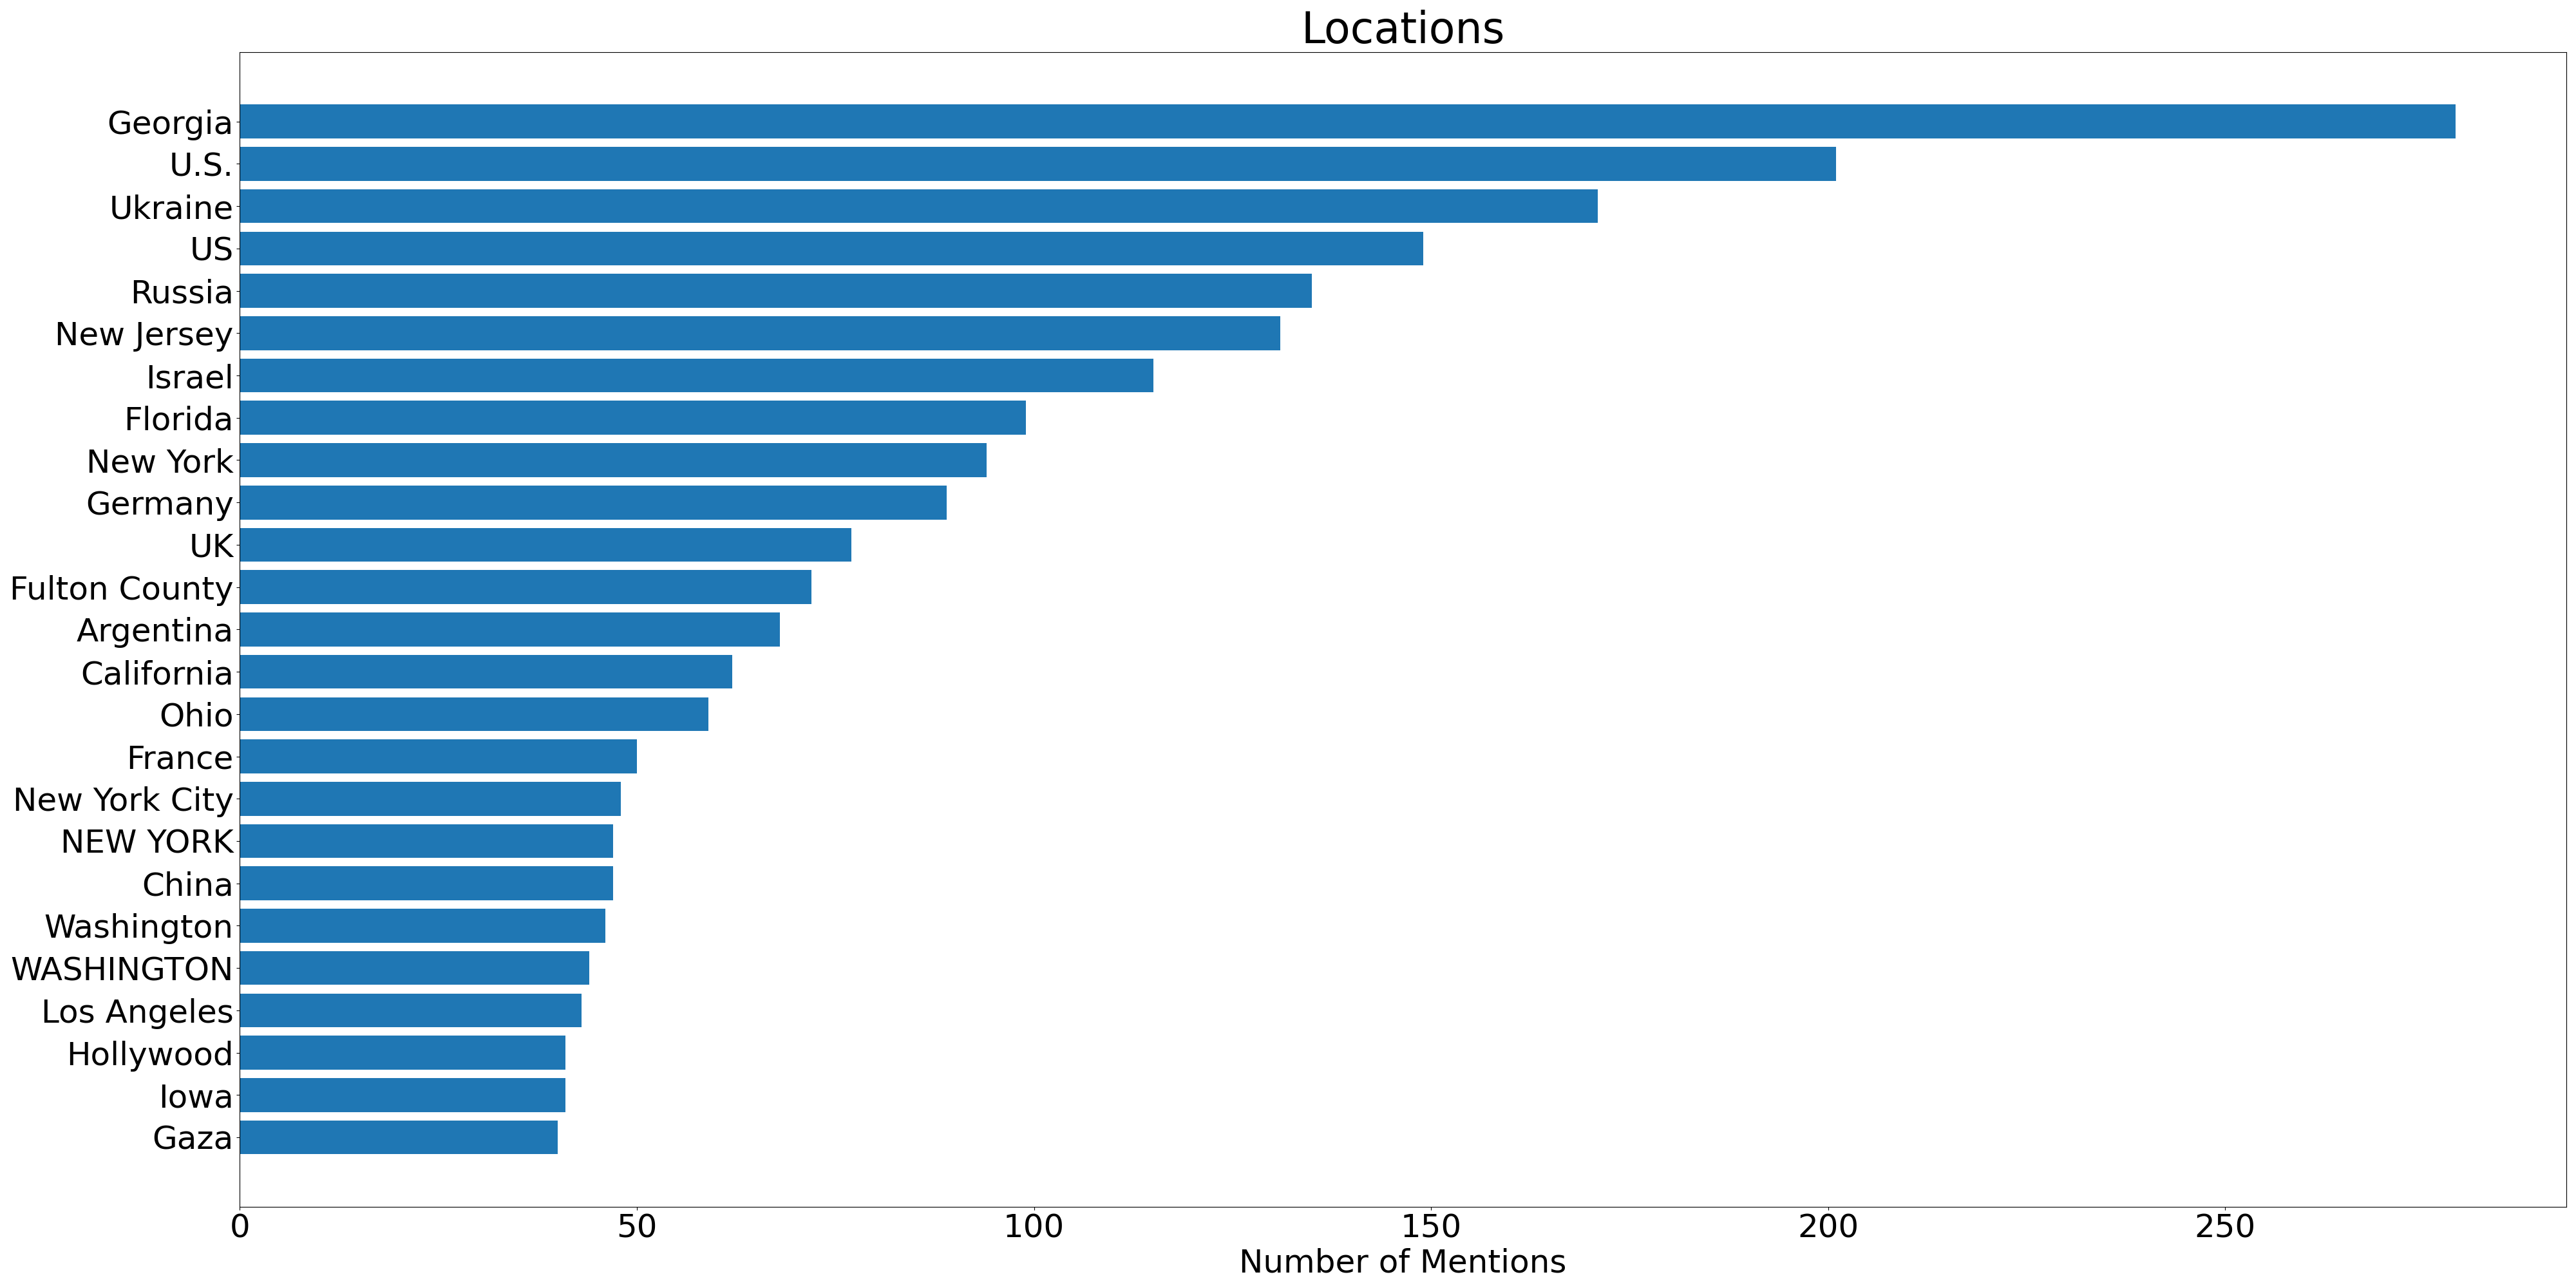 Locations
Georgia
U.S.
Ukraine
US
Russia
New Jersey
Israel
Florida
New York
Germany
UK
Fulton County
Argentina
California
Ohio
France
New York City
NEW YORK
China
Washington
WASHINGTON
Los Angeles
Hollywood
Iowa
Gaza
0 50 100 150 200 250
Number of Mentions